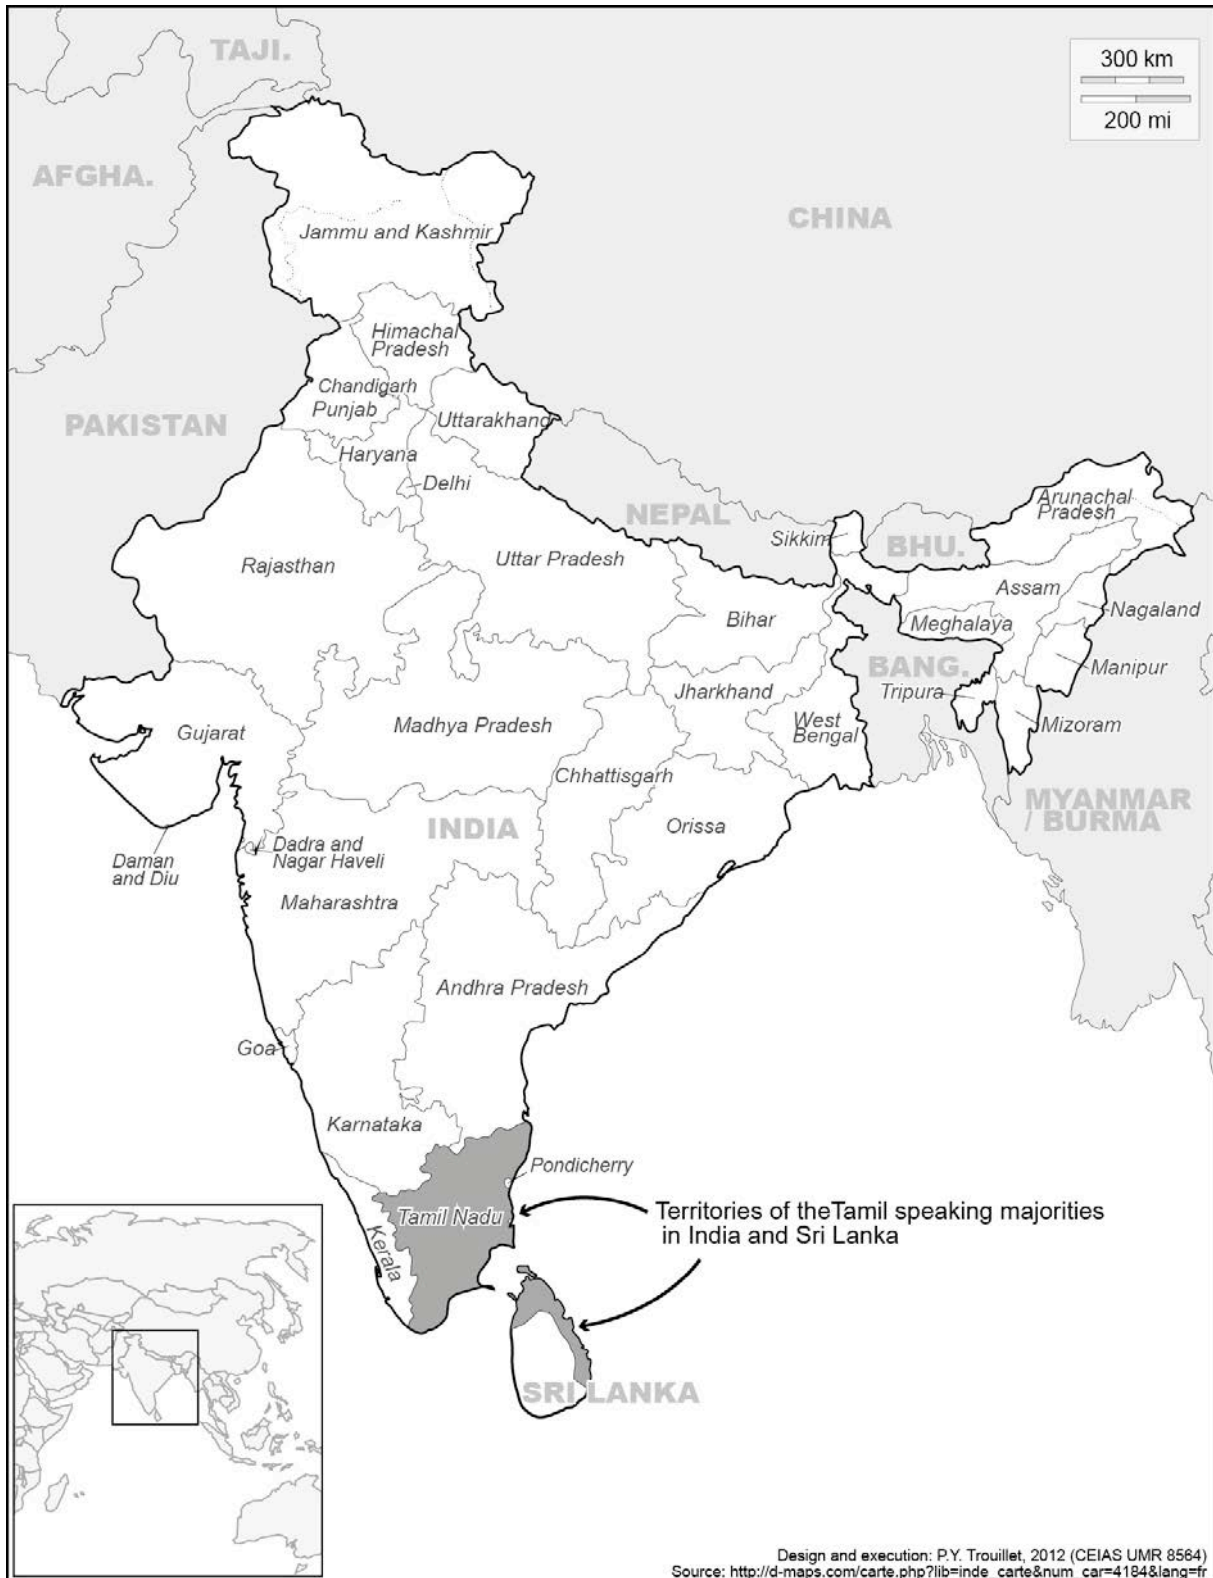 TAJI.
300 km
200 mi
AFGHA.
CHINA
Jammu and Kashmir
Himachal
Pradesh
Chandigarh
Punjab
PAKISTAN
Uttarakhand
Haryana
Delhi
NEPAL
Sikkim
BHU.
Arunachal
Pradesh
Rajasthan
Uttar Pradesh
Assam
Nagaland
Bihar
Meghalaya
BANG.
Manipur
Jharkhand
Tripura
Gujarat
Madhya Pradesh
West
Bengal
Mizoram
Chhattisgarh
MYANMAR
/ BURMA
INDIA
Orissa
Daman
and Diu
Dadra and
Nagar Haveli
Maharashtra
Andhra Pradesh
Goa
Karnataka
Pondicherry
Tamil Nadu
Kerala
Territories of theTamil speaking majorities
in India and Sri Lanka
SRI LANKA
Design and execution: P.Y. Trouillet, 2012 (CEIAS UMR 8564)
Source: http://d-maps.com/carte.php?lib=inde_carte&num_car=4184&lang=fr